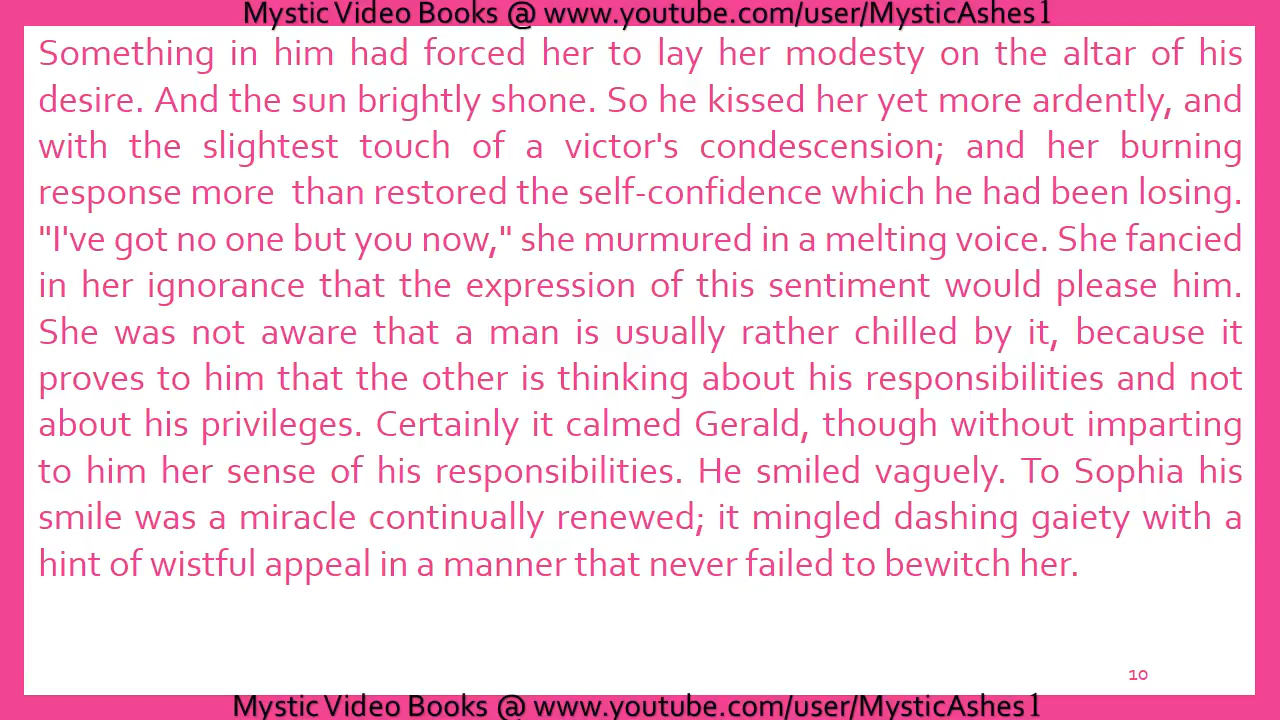 Mystic Video Books @ www.youtube.com/user/MysticAshes1
Something in him had forced her to lay her modesty on the altar of his
desire. And the sun brightly shone. So he kissed her yet more ardently, and
with the slightest touch of a victor's condescension; and her burning
response more  than restored the self-confidence which he had been losing.
"I've got no one but you now," she murmured in a melting voice. She fancied
in her ignorance that the expression of this sentiment would please him.
She was not aware that a man is usually rather chilled by it, because it
proves to him that the other is thinking about his responsibilities and not
about his privileges. Certainly it calmed Gerald, though without imparting
to him her sense of his responsibilities. He smiled vaguely. To Sophia his
smile was a miracle continually renewed; it mingled dashing gaiety with a
hint of wistful appeal in a manner that never failed to bewitch her.
10
Mystic Video Books @ www.youtube.com/user/MysticAshes1